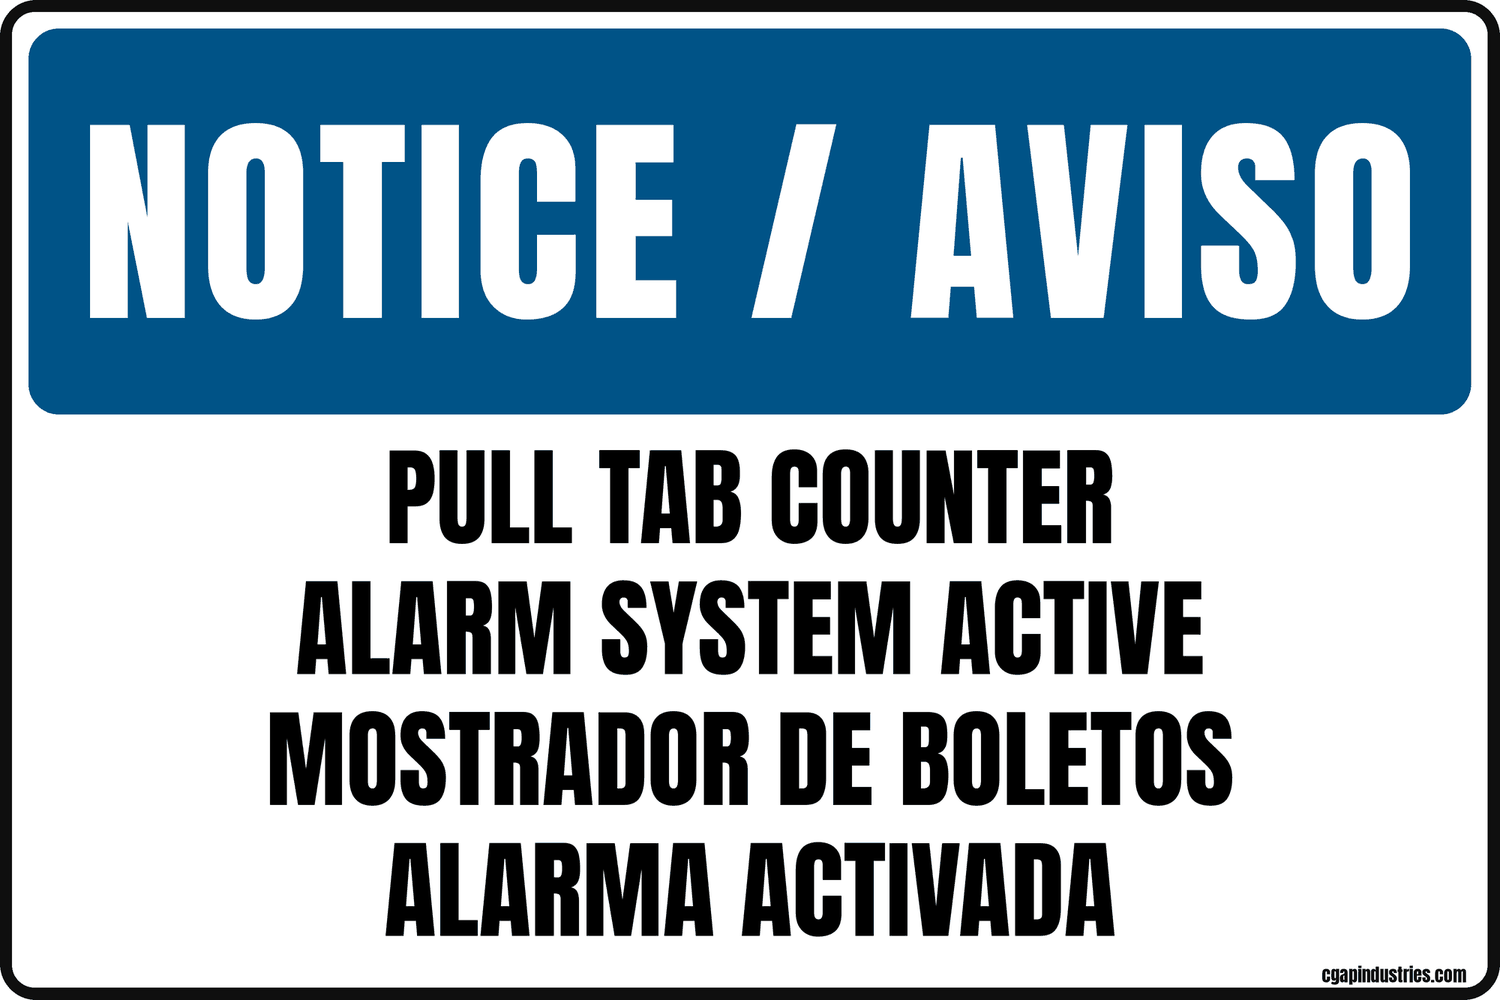 NOTICE / AVISO
PULL TAB COUNTER
ALARM SYSTEM ACTIVE
MOSTRADOR DE BOLETOS
ALARMA ACTIVADA
cgapindustries.com